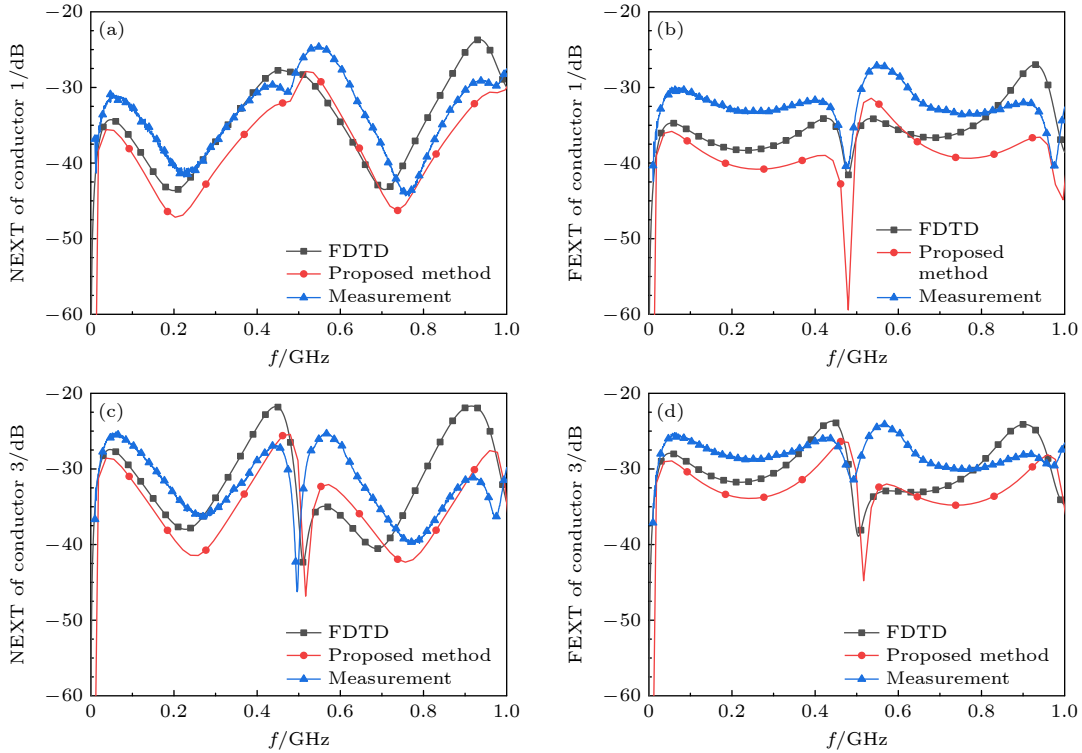 (a)
NEXT of conductor 1/dB
−20
−30
−40
−50
−60
FDTD
Proposed method
Measurement
0
0.2
0.4
0.6
0.8
1.0
f/GHz
(b)
FEXT of conductor 1/dB
−20
−30
−40
−50
−60
FDTD
Proposed
method
Measurement
0
0.2
0.4
0.6
0.8
1.0
f/GHz
(c)
NEXT of conductor 3/dB
−20
−30
−40
−50
−60
FDTD
Proposed method
Measurement
0
0.2
0.4
0.6
0.8
1.0
f/GHz
(d)
FEXT of conductor 3/dB
−20
−30
−40
−50
−60
FDTD
Proposed method
Measurement
0
0.2
0.4
0.6
0.8
1.0
f/GHz